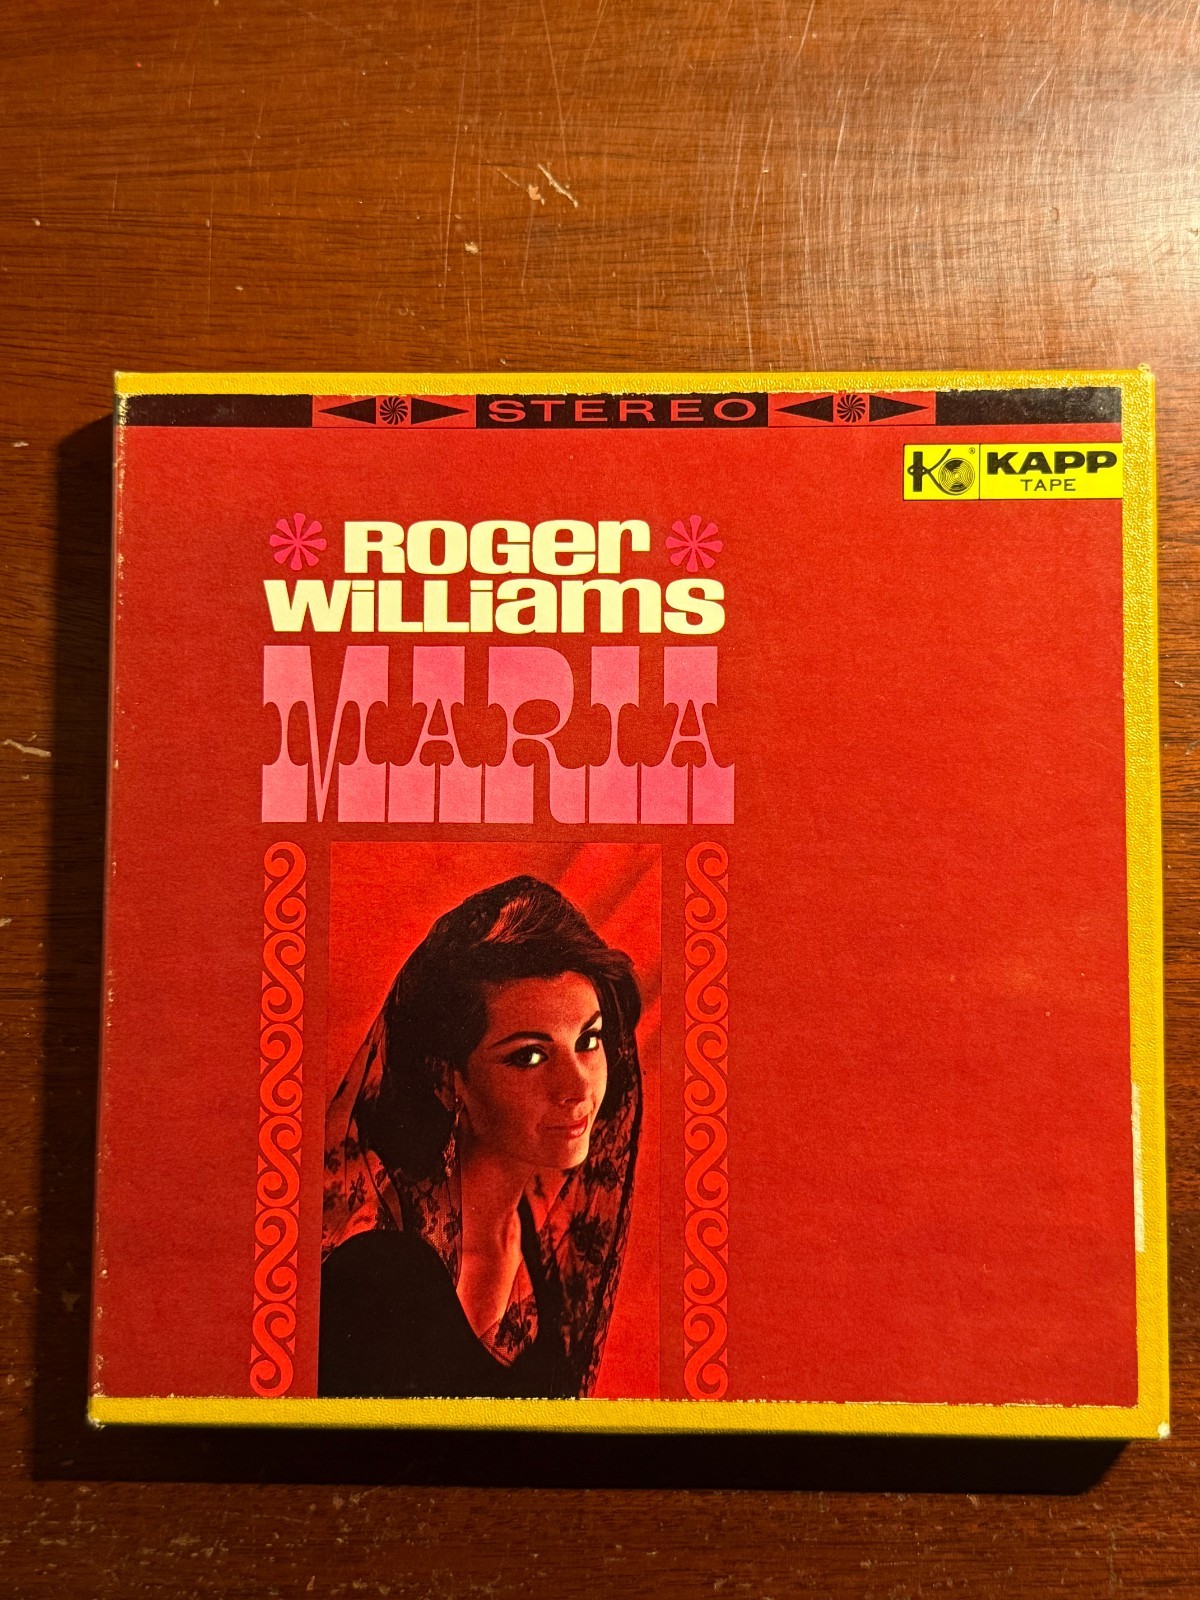 STEREO
K ® KAPP
TAPE
ROGer
WiLLiamS
MARIA